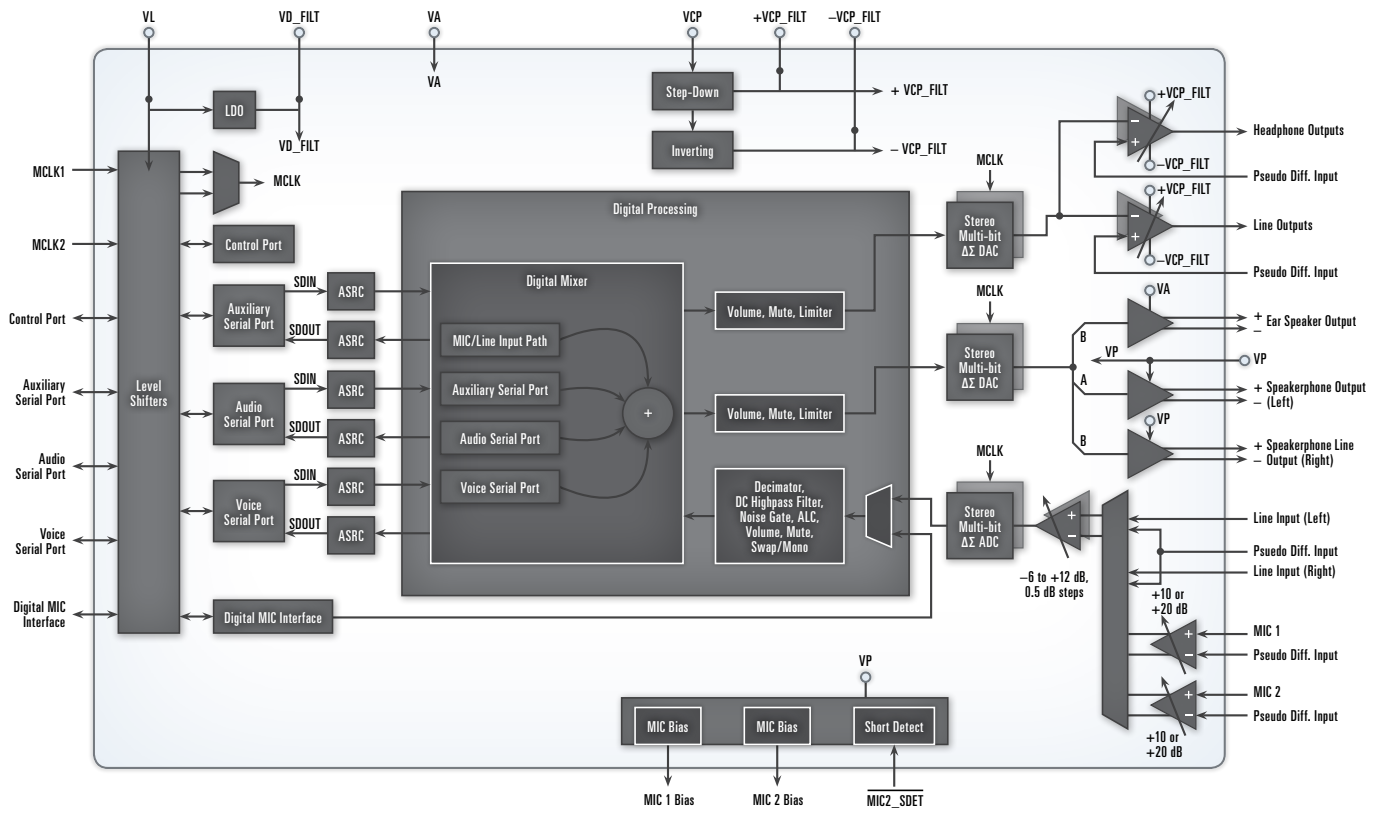 VL
VD_FILT
VA
VCP
+VCP_FILT
–VCP_FILT
VA
LDO
VD_FILT
Step-Down
+ VCP_FILT
Inverting
– VCP_FILT
MCLK1
MCLK
MCLK2
Control Port
Control Port
Auxiliary
Serial Port
Audio
Serial Port
Voice
Serial Port
Digital MIC
Interface
Level
Shifters
Auxiliary
Serial Port
SDIN
ASRC
SDOUT
ASRC
Audio
Serial Port
SDIN
ASRC
SDOUT
ASRC
Voice
Serial Port
SDIN
ASRC
SDOUT
ASRC
Digital MIC Interface
Digital Processing
Digital Mixer
MIC/Line Input Path
Auxiliary Serial Port
Audio Serial Port
Voice Serial Port
+
Volume, Mute, Limiter
Volume, Mute, Limiter
Decimator,
DC Highpass Filter,
Noise Gate, ALC,
Volume, Mute,
Swap/Mono
MCLK
Stereo
Multi-bit
ΔΣ DAC
MCLK
Stereo
Multi-bit
ΔΣ DAC
MCLK
Stereo
Multi-bit
ΔΣ ADC
+VCP_FILT
–
+
–VCP_FILT
Headphone Outputs
Pseudo Diff. Input
+VCP_FILT
–
+
–VCP_FILT
Line Outputs
Pseudo Diff. Input
VA
B
+
–
Ear Speaker Output
VP
VP
A
+ Speakerphone Output
– (Left)
VP
B
+ Speakerphone Line
– Output (Right)
+
–
–6 to +12 dB,
0.5 dB steps
Line Input (Left)
Psuedo Diff. Input
Line Input (Right)
+10 or
+20 dB
+
–
MIC 1
Pseudo Diff. Input
+
–
MIC 2
Pseudo Diff. Input
+10 or
+20 dB
VP
MIC Bias
MIC Bias
Short Detect
MIC 1 Bias
MIC 2 Bias
MIC2_SDET